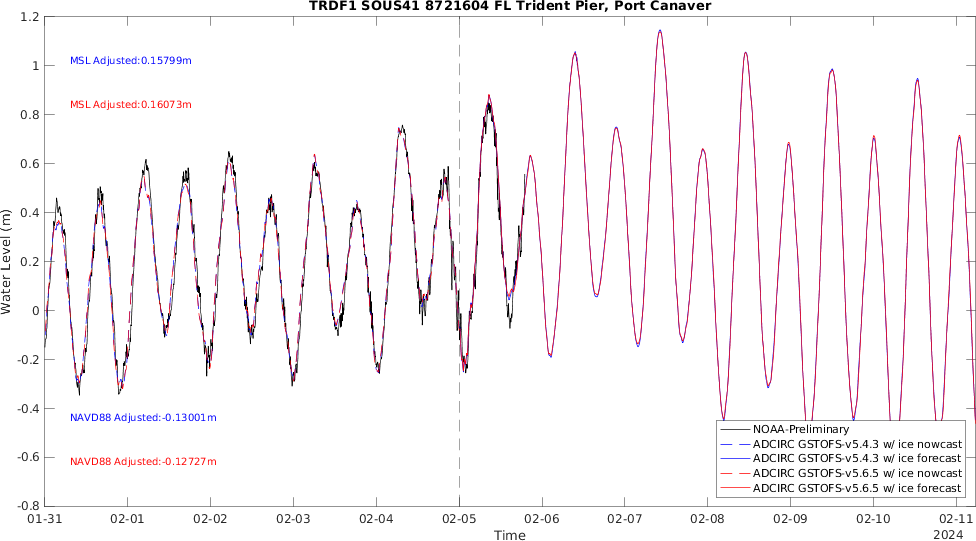 TRDF1 SOUS41 8721604 FL Trident Pier, Port Canaver
1.2
1
0.8
0.6
0.4
0.2
0
-0.2
-0.4
-0.6
-0.8
Water Level (m)
MSL Adjusted:0.15799m
MSL Adjusted:0.16073m
NAVD88 Adjusted:-0.13001m
NAVD88 Adjusted:-0.12727m
NOAA-Preliminary
ADCIRC GSTOFS-v5.4.3 w/ ice nowcast
ADCIRC GSTOFS-v5.4.3 w/ ice forecast
ADCIRC GSTOFS-v5.6.5 w/ ice nowcast
ADCIRC GSTOFS-v5.6.5 w/ ice forecast
01-31 02-01 02-02 02-03 02-04 02-05 02-06 02-07 02-08 02-09 02-10 02-11
Time
2024